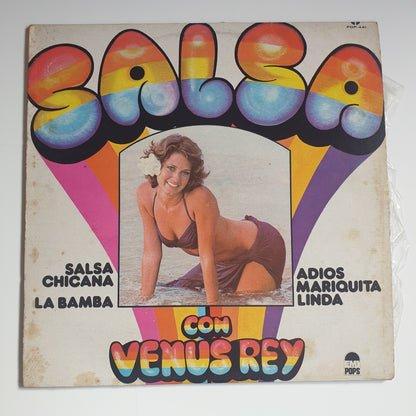 SALSA
SALSA
CHICANA
LA BAMBA
ADIOS
MARIQUITA
LINDA
CON
VENUS REY
POPS